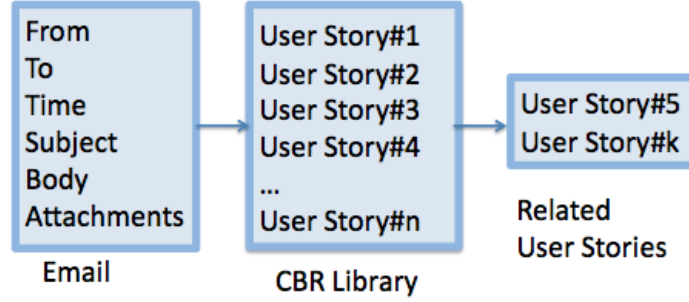 From
To
Time
Subject
Body
Attachments
Email
User Story#1
User Story#2
User Story#3
User Story#4
...
User Story#n
CBR Library
User Story#5
User Story#k
Related
User Stories